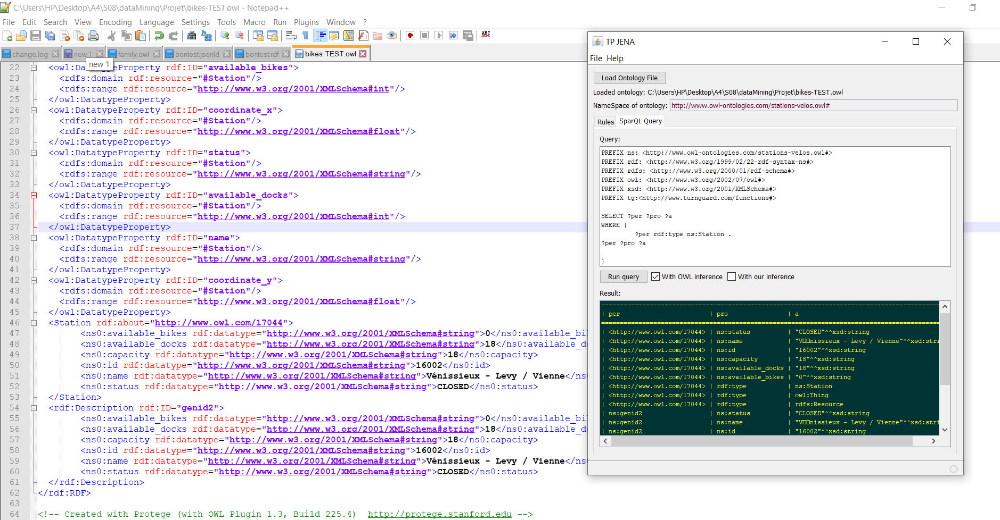 C:\Users\HP\Desktop\A4\S08\dataMining\Projet\bikes-TEST.owl - Notepad++
File Edit Search View Encoding Language Settings Tools Macro Run Plugins Window ?
change.log new 1 family.owl bontest.jsonld bontest.rdf bikes-TEST.owl
new 1
22 <owl:DatatypeProperty rdf:ID="available_bikes">
23 <rdfs:domain rdf:resource="#Station"/>
24 <rdfs:range rdf:resource="http://www.w3.org/2001/XMLSchema#int"/>
25 </owl:DatatypeProperty>
26 <owl:DatatypeProperty rdf:ID="coordinate_x">
27 <rdfs:domain rdf:resource="#Station"/>
28 <rdfs:range rdf:resource="http://www.w3.org/2001/XMLSchema#float"/>
29 </owl:DatatypeProperty>
30 <owl:DatatypeProperty rdf:ID="status">
31 <rdfs:domain rdf:resource="#Station"/>
32 <rdfs:range rdf:resource="http://www.w3.org/2001/XMLSchema#string"/>
33 </owl:DatatypeProperty>
34 <owl:DatatypeProperty rdf:ID="available_docks">
35 <rdfs:domain rdf:resource="#Station"/>
36 <rdfs:range rdf:resource="http://www.w3.org/2001/XMLSchema#int"/>
37 </owl:DatatypeProperty>
38 <owl:DatatypeProperty rdf:ID="name">
39 <rdfs:domain rdf:resource="#Station"/>
40 <rdfs:range rdf:resource="http://www.w3.org/2001/XMLSchema#string"/>
41 </owl:DatatypeProperty>
42 <owl:DatatypeProperty rdf:ID="coordinate_y">
43 <rdfs:domain rdf:resource="#Station"/>
44 <rdfs:range rdf:resource="http://www.w3.org/2001/XMLSchema#float"/>
45 </owl:DatatypeProperty>
46 <Station rdf:about="http://www.owl.com/17044">
47 <ns0:available_bikes rdf:datatype="http://www.w3.org/2001/XMLSchema#string">0</ns0:available_bi
48 <ns0:available_docks rdf:datatype="http://www.w3.org/2001/XMLSchema#string">18</ns0:available_d
49 <ns0:capacity rdf:datatype="http://www.w3.org/2001/XMLSchema#string">18</ns0:capacity>
50 <ns0:id rdf:datatype="http://www.w3.org/2001/XMLSchema#string">16002</ns0:id>
51 <ns0:name rdf:datatype="http://www.w3.org/2001/XMLSchema#string">Vénissieux - Levy / Vienne</ns
52 <ns0:status rdf:datatype="http://www.w3.org/2001/XMLSchema#string">CLOSED</ns0:status>
53 </Station>
54 <rdf:Description rdf:ID="genid2">
55 <ns0:available_bikes rdf:datatype="http://www.w3.org/2001/XMLSchema#string">0</ns0:available_bi
56 <ns0:available_docks rdf:datatype="http://www.w3.org/2001/XMLSchema#string">18</ns0:available_d
57 <ns0:capacity rdf:datatype="http://www.w3.org/2001/XMLSchema#string">18</ns0:capacity>
58 <ns0:id rdf:datatype="http://www.w3.org/2001/XMLSchema#string">16002</ns0:id>
59 <ns0:name rdf:datatype="http://www.w3.org/2001/XMLSchema#string">Vénissieux - Levy / Vienne</ns
60 <ns0:status rdf:datatype="http://www.w3.org/2001/XMLSchema#string">CLOSED</ns0:status>
61 </rdf:Description>
62 </rdf:RDF>
63
64 <!-- Created with Protege (with OWL Plugin 1.3, Build 225.4) http://protege.stanford.edu -->
TP JENA
File Help
Load Ontology File
Loaded ontology: C:\Users\HP\Desktop\A4\S08\dataMining\Projet\bikes-TEST.owl
NameSpace of ontology: http://www.owl-ontologies.com/stations-velos.owl#
Rules SparQL Query
Query:
PREFIX ns: <http://www.owl-ontologies.com/stations-velos.owl#>
PREFIX rdf: <http://www.w3.org/1999/02/22-rdf-syntax-ns#>
PREFIX rdfs: <http://www.w3.org/2000/01/rdf-schema#>
PREFIX owl: <http://www.w3.org/2002/07/owl#>
PREFIX xsd: <http://www.w3.org/2001/XMLSchema#>
PREFIX tg:<http://www.turnguard.com/functions#>
SELECT ?per ?pro ?a
WHERE {
?per rdf:type ns:Station .
?per ?pro ?a
}
Run query With OWL inference With our inference
Result:
| per | pro | a
| <http://www.owl.com/17044> | ns:status | "CLOSED"^^xsd:string
| <http://www.owl.com/17044> | ns:name | "V□□nissieux - Levy / Vienne"^^xsd:stri
| <http://www.owl.com/17044> | ns:id | "16002"^^xsd:string
| <http://www.owl.com/17044> | ns:capacity | "18"^^xsd:string
| <http://www.owl.com/17044> | ns:available_docks | "18"^^xsd:string
| <http://www.owl.com/17044> | ns:available_bikes | "0"^^xsd:string
| <http://www.owl.com/17044> | rdf:type | ns:Station
| <http://www.owl.com/17044> | rdf:type | owl:Thing
| <http://www.owl.com/17044> | rdf:type | rdfs:Resource
| ns:genid2 | ns:status | "CLOSED"^^xsd:string
| ns:genid2 | ns:name | "V□□nissieux - Levy / Vienne"^^xsd:stri
| ns:genid2 | ns:id | "16002"^^xsd:string